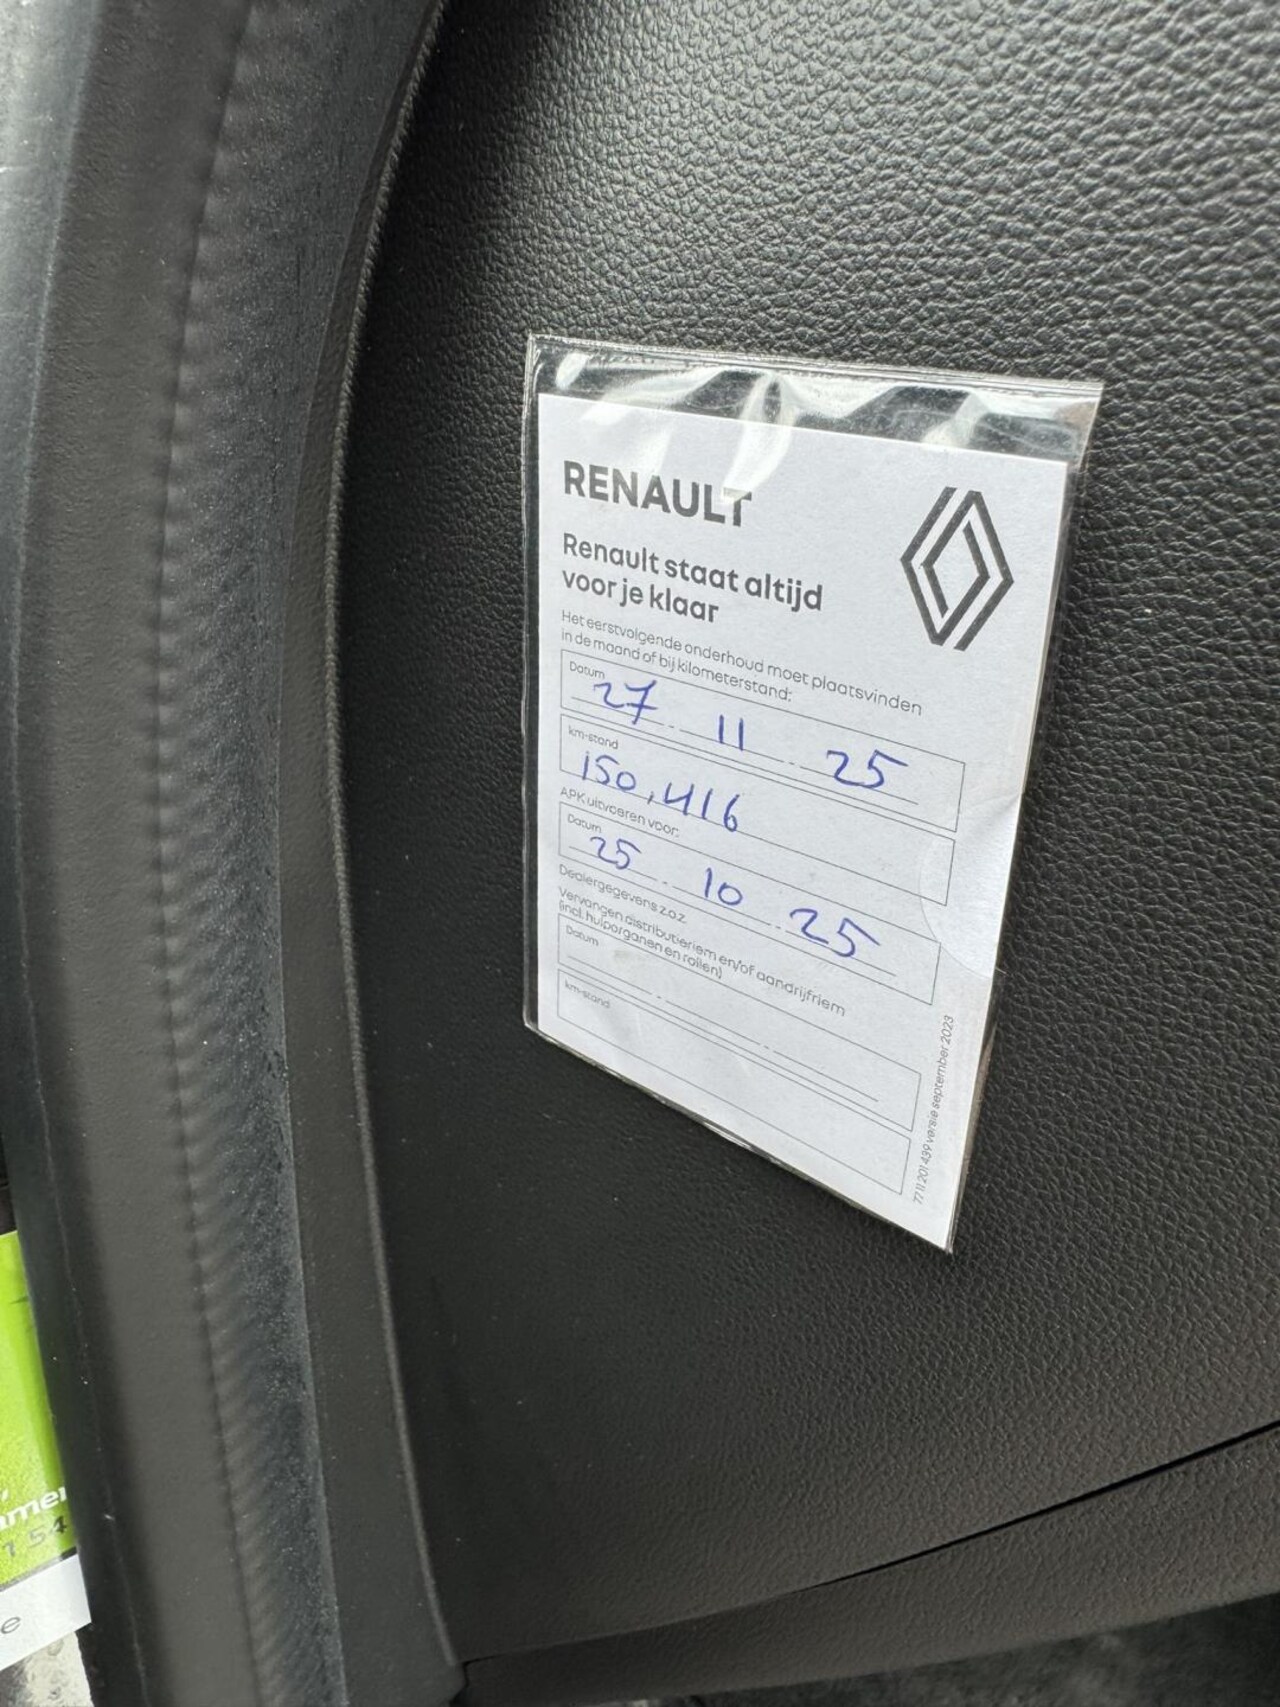 RENAULT
Renault staat altijd
voor je klaar
Het eerstvolgende onderhoud moet plaatsvinden
in de maand of bij kilometerstand:
Datum
27 11 25
km-stand
150.416
APK uitvoeren voor:
Datum
25 10 25
Dealergegevens z.o.z.
Vervangen distributieriem en/of aandrijfriem
(incl. hulporganen en rollen)
Datum
km-stand
77 11 201 439 versie september 2023
54
e